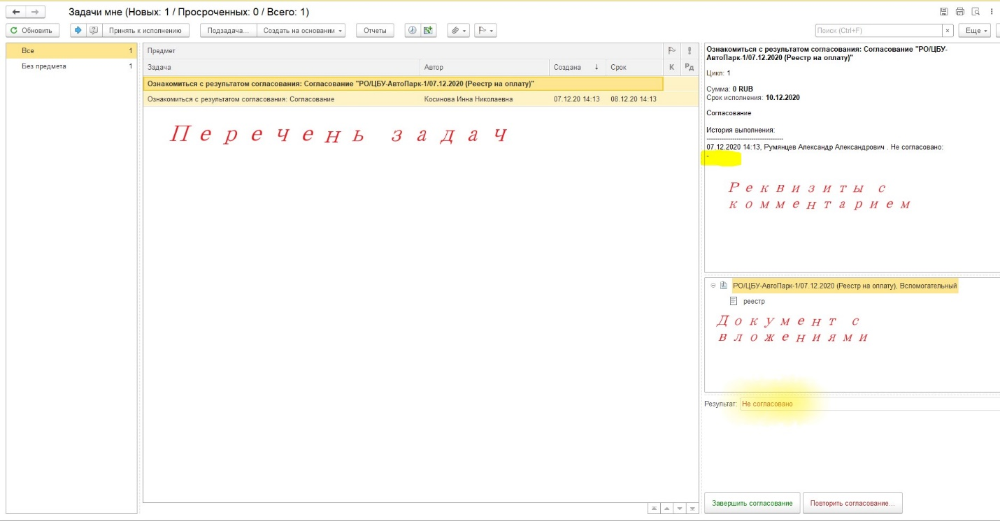 Задачи мне (Новых: 1 / Просроченных: 0 / Всего: 1)
Обновить Принять к исполнению Подзадача... Создать на основании Отчеты Поиск (Ctrl+F) × Еще
Все 1
Без предмета 1
Предмет
Задача Автор Создана ↓ Срок К Рд
Ознакомиться с результатом согласования: Согласование "РО/ЦБУ-АвтоПарк-1/07.12.2020 (Реестр на оплату)"
Ознакомиться с результатом согласования: Согласование Косинова Инна Николаевна 07.12.20 14:13 08.12.20 14:13
Перечень задач
Ознакомиться с результатом согласования: Согласование "РО/ЦБУ-
АвтоПарк-1/07.12.2020 (Реестр на оплату)"
Цикл: 1
Сумма: 0 RUB
Срок исполнения: 10.12.2020
Согласование
История выполнения:
------------------------------------
07.12.2020 14:13, Румянцев Александр Александрович . Не согласовано:
-
Реквизиты с
комментарием
РО/ЦБУ-АвтоПарк-1/07.12.2020 (Реестр на оплату), Вспомогательный
реестр
Документ с
вложениями
Результат: Не согласовано
Завершить согласование Повторить согласование...